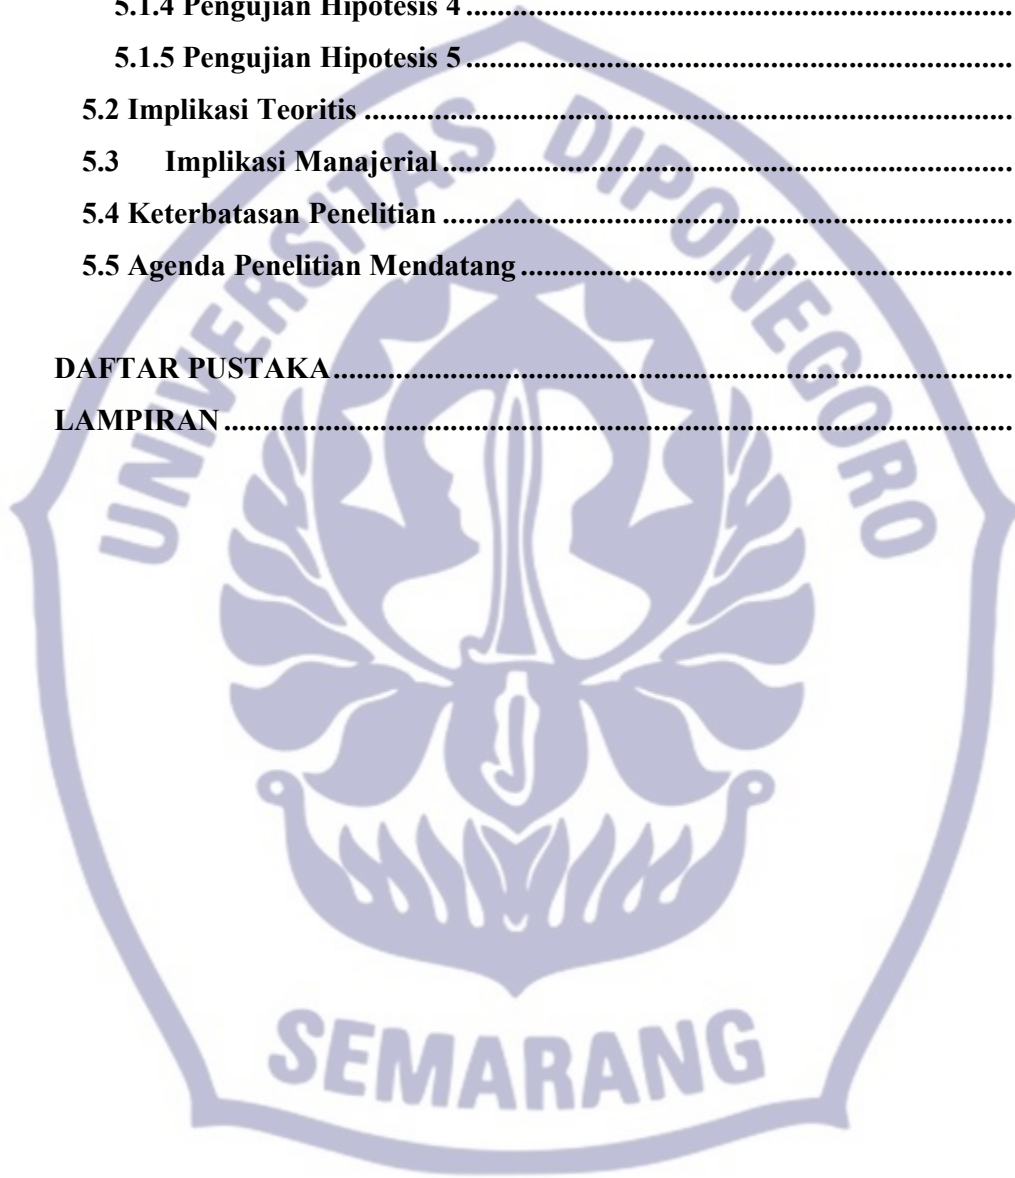 5.1.4 Pengujian Hipotesis 4 ..........................................................................
5.1.5 Pengujian Hipotesis 5 ..........................................................................
5.2 Implikasi Teoritis .......................................................................................
5.3 Implikasi Manajerial .............................................................................
5.4 Keterbatasan Penelitian .............................................................................
5.5 Agenda Penelitian Mendatang ..................................................................
DAFTAR PUSTAKA ...........................................................................................
LAMPIRAN .........................................................................................................
UNIVERSITAS DIPONEGORO
SEMARANG